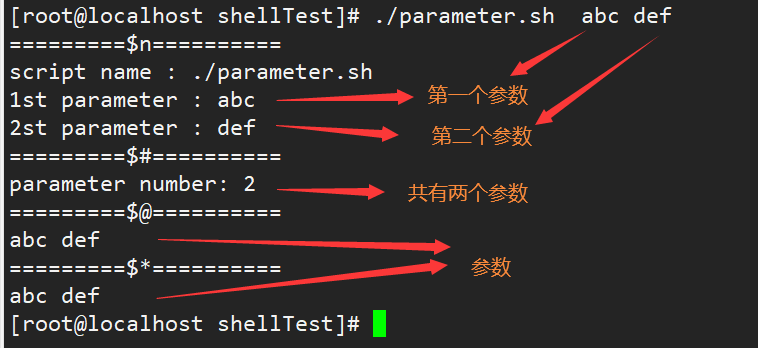 [root@localhost shellTest]# ./parameter.sh  abc def
=========$n==========
script name : ./parameter.sh
1st parameter : abc
第一个参数
2st parameter : def
第二个参数
=========$#==========
parameter number: 2
共有两个参数
=========$@==========
abc def
=========$*==========
参数
abc def
[root@localhost shellTest]#